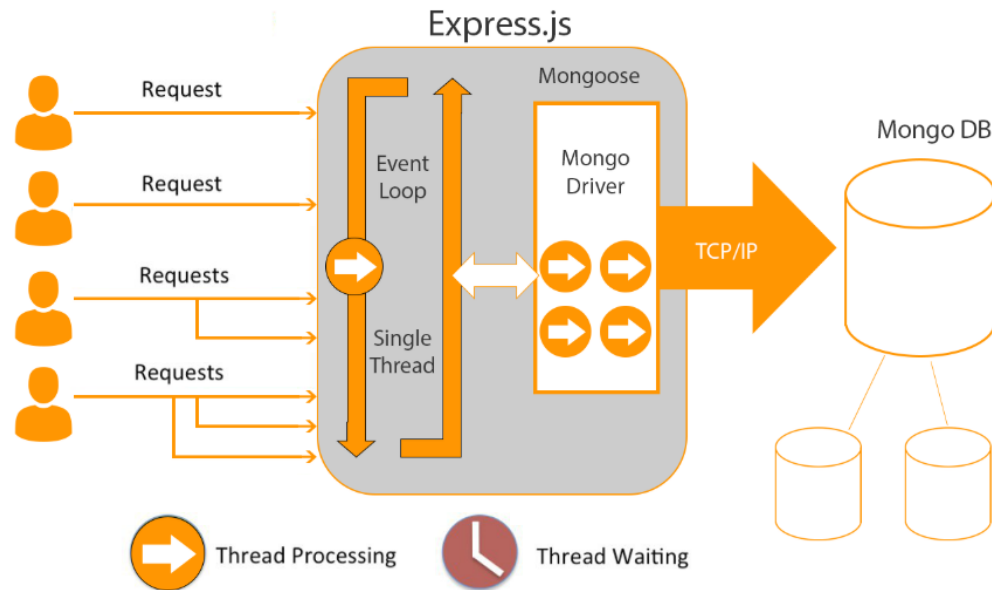 Express.js
Request
Mongoose
Mongo DB
Event
Loop
Mongo
Driver
Request
TCP/IP
Requests
Single
Thread
Requests
Thread Processing
Thread Waiting